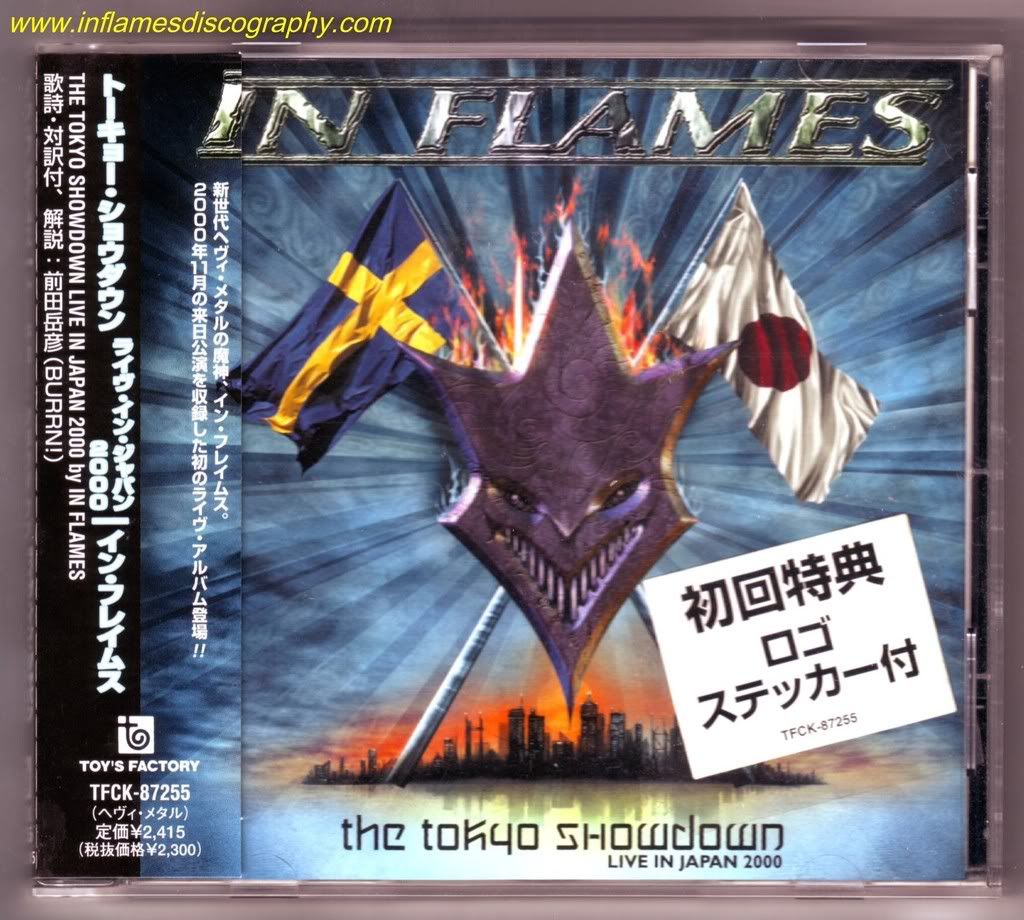 www.inflamesdiscography.com
IN FLAMES
トーキョー・ショウダウン ライヴ・イン・ジャパン2000 | イン・フレイムス
THE TOKYO SHOWDOWN LIVE IN JAPAN 2000 by IN FLAMES
歌詩・対訳付、解説：前田岳彦(BURRN!)
新世代ヘヴィ・メタルの魔神、イン・フレイムス。
2000年11月の来日公演を収録した初のライヴ・アルバム登場!!
TOY'S FACTORY
TFCK-87255
(ヘヴィ・メタル)
定価¥2,415
(税抜価格¥2,300)
初回特典
ロゴ
ステッカー付
TFCK-87255
the tokyo showdown
LIVE IN JAPAN 2000